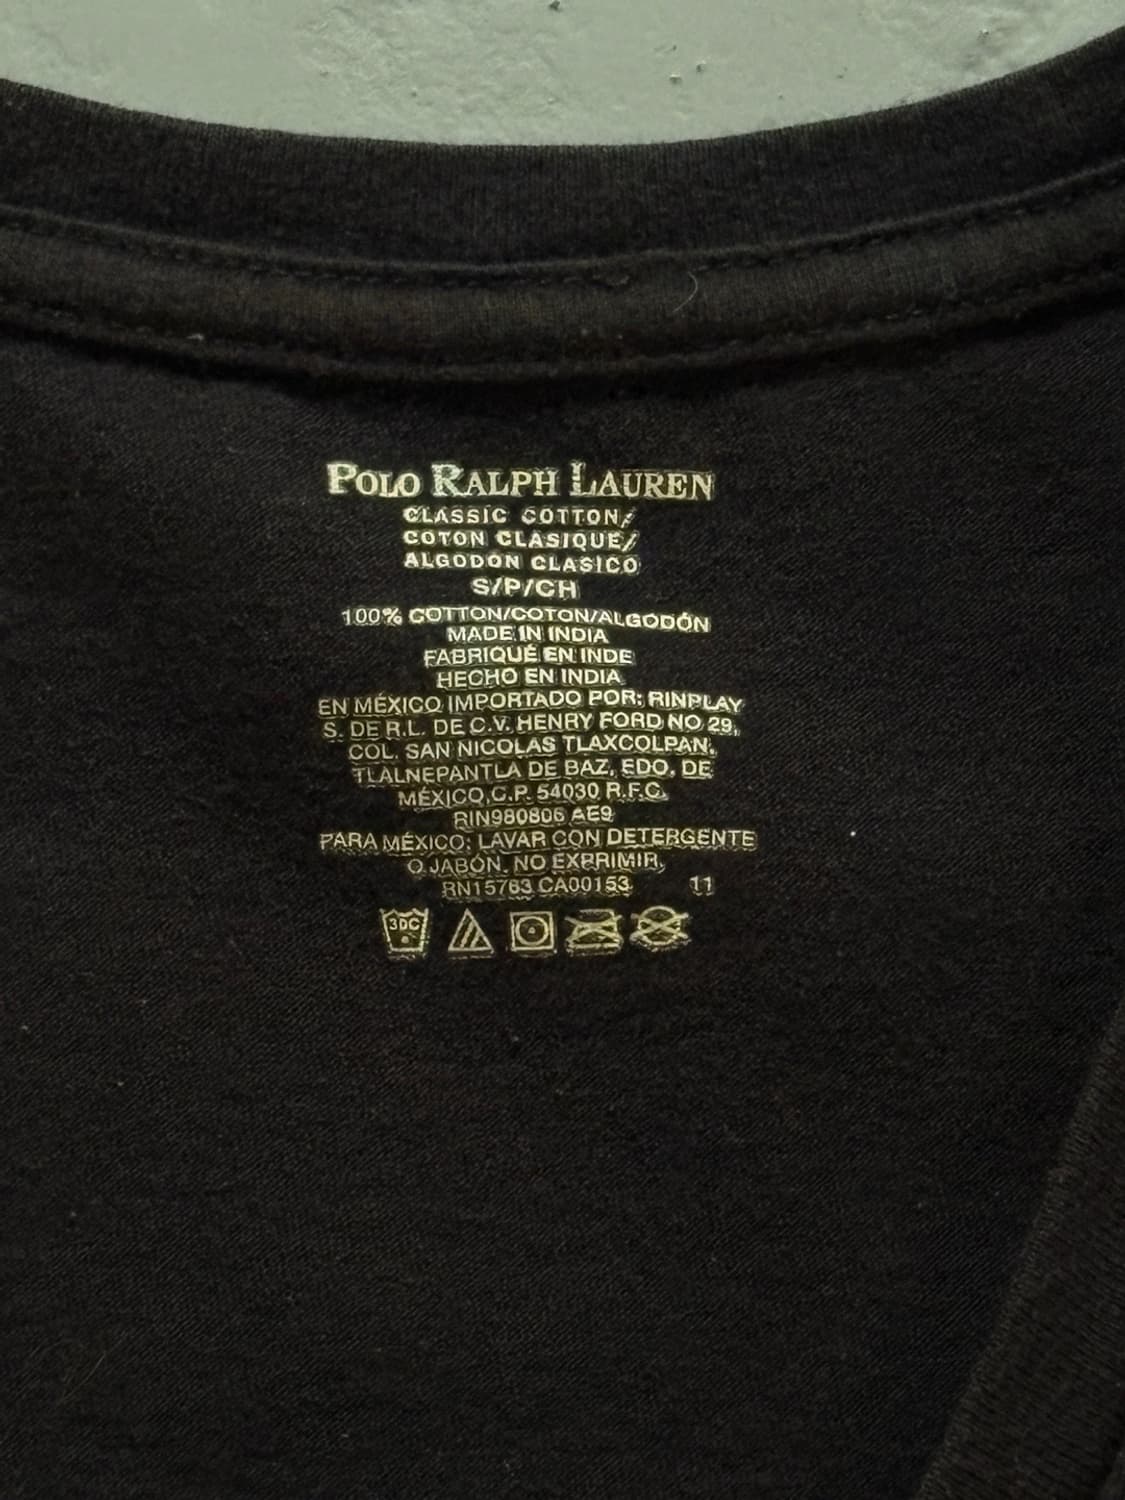 POLO RALPH LAUREN
CLASSIC COTTON/
COTON CLASIQUE/
ALGODON CLASICO
S/P/CH
100% COTTON/COTON/ALGODÓN
MADE IN INDIA
FABRIQUÉ EN INDE
HECHO EN INDIA
EN MÉXICO IMPORTADO POR: RINPLAY
S. DE R.L. DE C.V. HENRY FORD NO 29,
COL. SAN NICOLAS TLAXCOLPAN,
TLALNEPANTLA DE BAZ, EDO. DE
MÉXICO,C.P. 54030 R.F.C.
RIN980806 AE9
PARA MÉXICO: LAVAR CON DETERGENTE
O JABÓN, NO EXPRIMIR,
RN15763 CA00153 11
3DC